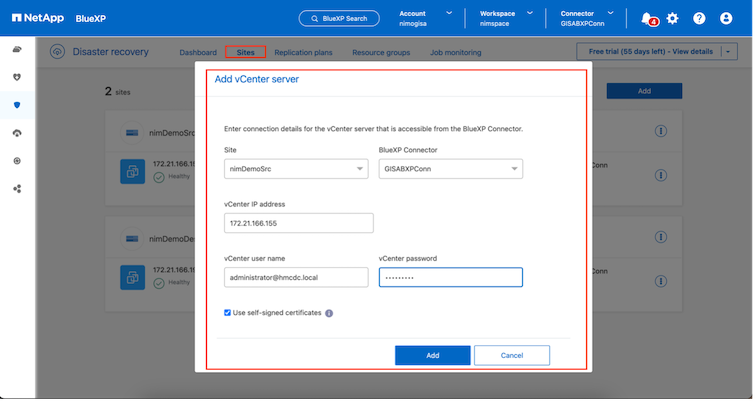 NetApp BlueXP BlueXP Search Account Workspace Connector
nimogisa nimspace GISABXPConn 4
Disaster recovery Dashboard Sites Replication plans Resource groups Job monitoring Free trial (55 days left) - View details
Add vCenter server
2 sites Add
Enter connection details for the vCenter server that is accessible from the BlueXP Connector.
nimDemoSrc
Site BlueXP Connector
172.21.166.1
nimDemoSrc GISABXPConn
Conn
Healthy
vCenter IP address
172.21.166.155
nimDemoDe
vCenter user name vCenter password
172.21.166.1
administrator@hmcdc.local
Conn
Healthy
Use self-signed certificates
Add Cancel